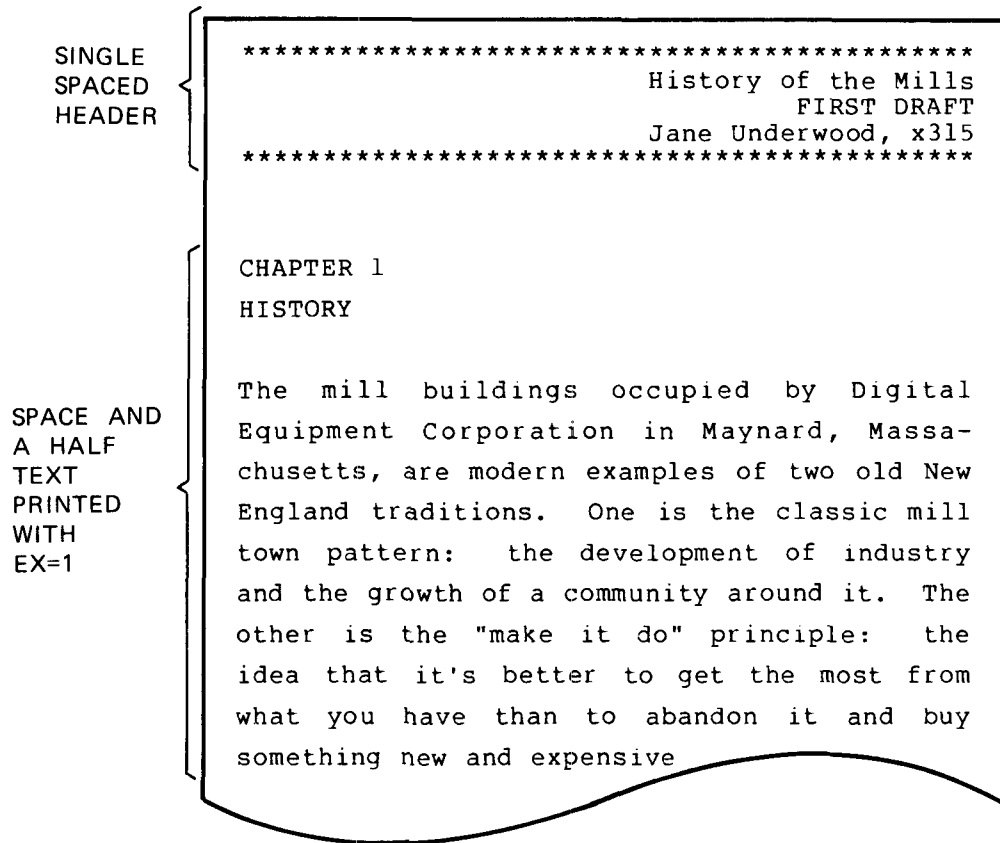 SINGLE
SPACED
HEADER
*********************************************
History of the Mills
FIRST DRAFT
Jane Underwood, x315
*********************************************
SPACE AND
A HALF
TEXT
PRINTED
WITH
EX=1
CHAPTER 1
HISTORY
The mill buildings occupied by Digital
Equipment Corporation in Maynard, Massa-
chusetts, are modern examples of two old New
England traditions. One is the classic mill
town pattern: the development of industry
and the growth of a community around it. The
other is the "make it do" principle: the
idea that it's better to get the most from
what you have than to abandon it and buy
something new and expensive